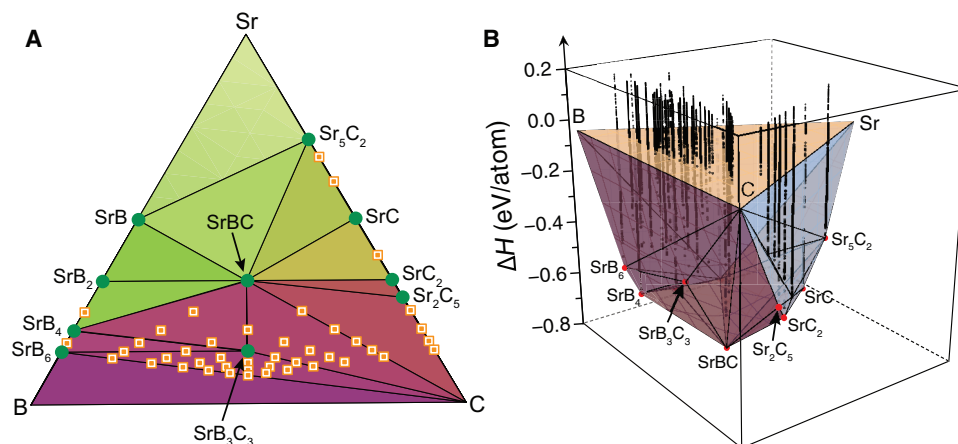 A
Sr
Sr₅C₂
SrB
SrBC
SrC
SrB₂
SrC₂
Sr₂C₅
SrB₄
SrB₆
B
C
SrB₃C₃
B
0.2
0.0
−0.2
−0.4
−0.6
−0.8
ΔH (eV/atom)
B
Sr
C
Sr₅C₂
SrB₆
SrB₄
SrB₃C₃
SrC
SrC₂
Sr₂C₅
SrBC